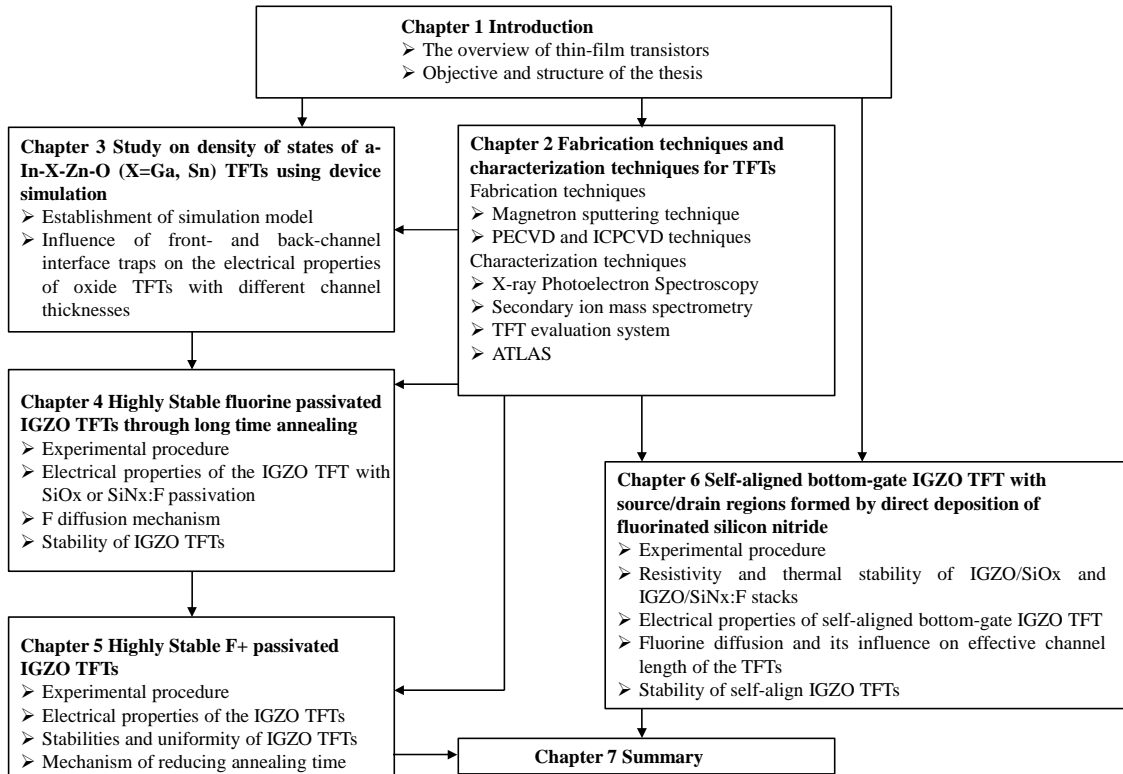 Chapter 1 Introduction
➢ The overview of thin-film transistors
➢ Objective and structure of the thesis
Chapter 3 Study on density of states of a-
In-X-Zn-O (X=Ga, Sn) TFTs using device
simulation
➢ Establishment of simulation model
➢ Influence of front- and back-channel
interface traps on the electrical properties
of oxide TFTs with different channel
thicknesses
Chapter 2 Fabrication techniques and
characterization techniques for TFTs
Fabrication techniques
➢ Magnetron sputtering technique
➢ PECVD and ICPCVD techniques
Characterization techniques
➢ X-ray Photoelectron Spectroscopy
➢ Secondary ion mass spectrometry
➢ TFT evaluation system
➢ ATLAS
Chapter 4 Highly Stable fluorine passivated
IGZO TFTs through long time annealing
➢ Experimental procedure
➢ Electrical properties of the IGZO TFT with
SiOx or SiNx:F passivation
➢ F diffusion mechanism
➢ Stability of IGZO TFTs
Chapter 6 Self-aligned bottom-gate IGZO TFT with
source/drain regions formed by direct deposition of
fluorinated silicon nitride
➢ Experimental procedure
➢ Resistivity and thermal stability of IGZO/SiOx and
IGZO/SiNx:F stacks
➢ Electrical properties of self-aligned bottom-gate IGZO TFT
➢ Fluorine diffusion and its influence on effective channel
length of the TFTs
➢ Stability of self-align IGZO TFTs
Chapter 5 Highly Stable F+ passivated
IGZO TFTs
➢ Experimental procedure
➢ Electrical properties of the IGZO TFTs
➢ Stabilities and uniformity of IGZO TFTs
➢ Mechanism of reducing annealing time
Chapter 7 Summary